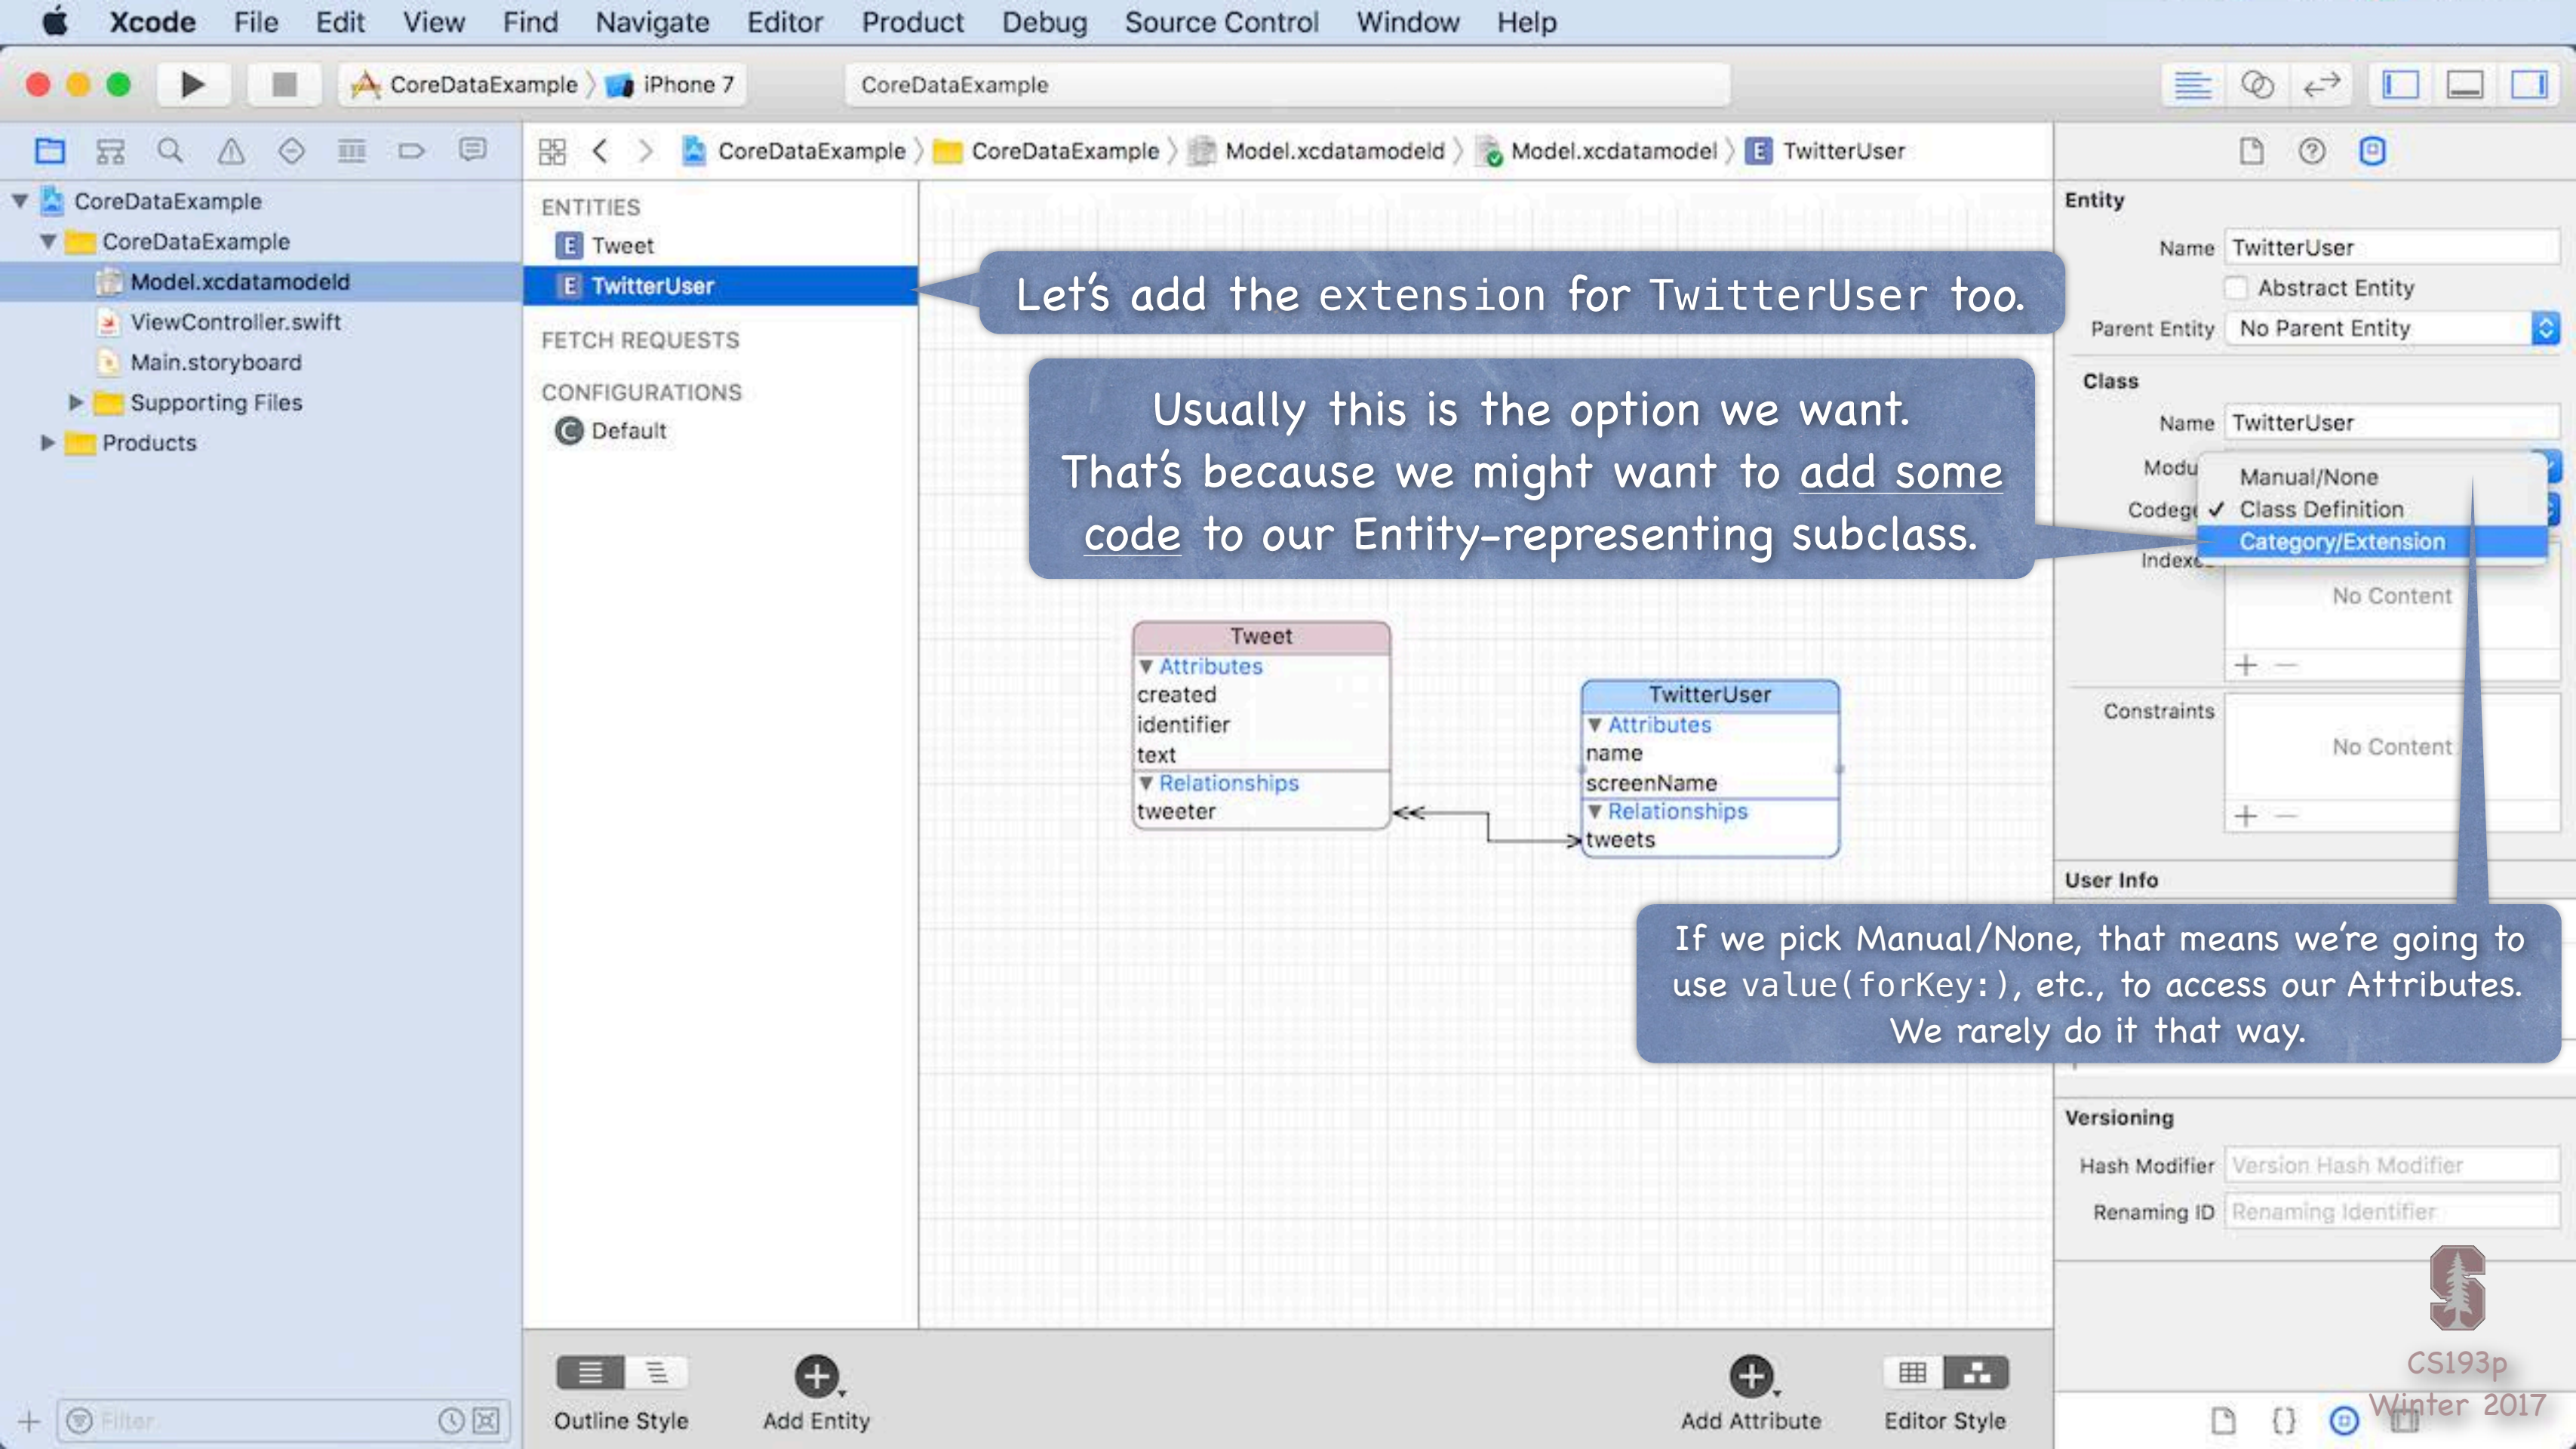 Xcode File Edit View Find Navigate Editor Product Debug Source Control Window Help
CoreDataExample iPhone 7
CoreDataExample
CoreDataExample CoreDataExample Model.xcdatamodeld Model.xcdatamodel E TwitterUser
CoreDataExample
CoreDataExample
Model.xcdatamodeld
ViewController.swift
Main.storyboard
Supporting Files
Products
Filter
ENTITIES
E Tweet
E TwitterUser
FETCH REQUESTS
CONFIGURATIONS
C Default
Let's add the extension for TwitterUser too.
Usually this is the option we want.
That's because we might want to add some
code to our Entity-representing subclass.
Tweet
Attributes
created
identifier
text
Relationships
tweeter
TwitterUser
Attributes
name
screenName
Relationships
tweets
If we pick Manual/None, that means we're going to
use value(forKey:), etc., to access our Attributes.
We rarely do it that way.
Outline Style
Add Entity
Add Attribute
Editor Style
Entity
Name TwitterUser
Abstract Entity
Parent Entity No Parent Entity
Class
Name TwitterUser
Modu
Manual/None
Codege ✓ Class Definition
Category/Extension
Indexe
No Content
Constraints
No Content
User Info
Versioning
Hash Modifier Version Hash Modifier
Renaming ID Renaming Identifier
S
CS193p
Winter 2017